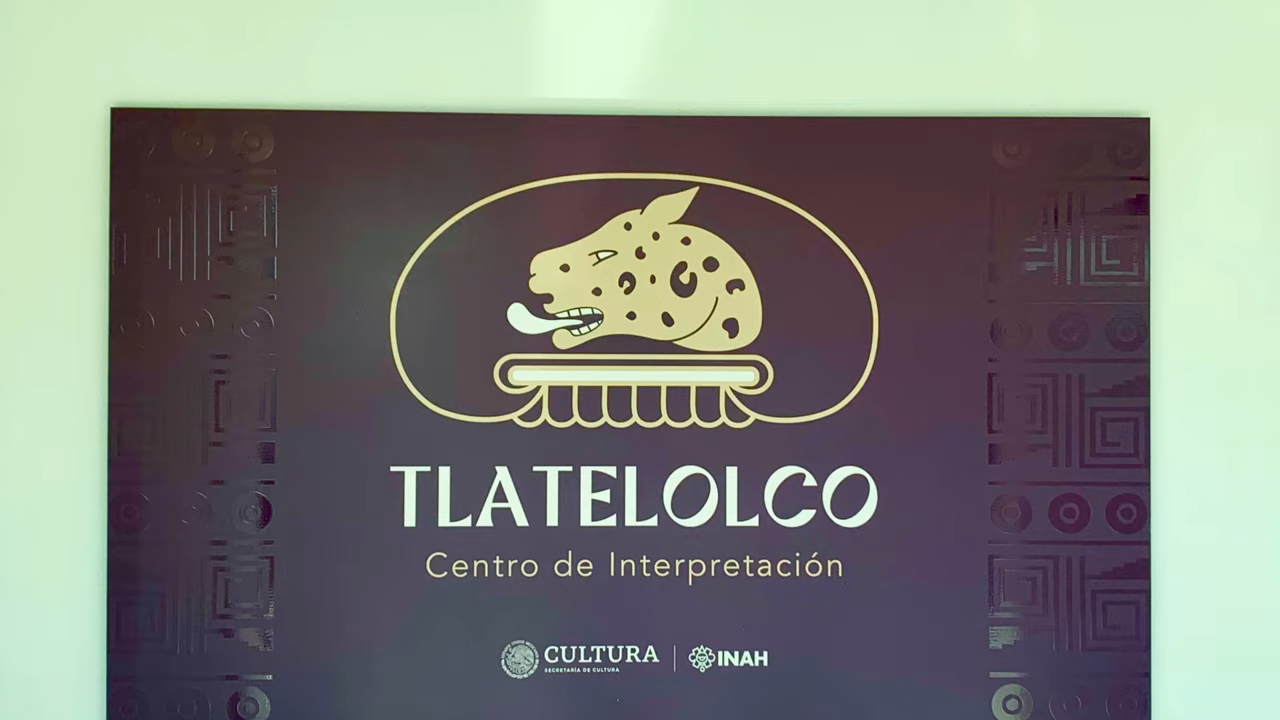 TLATELOLCO
Centro de Interpretación
CULTURA
SECRETARÍA DE CULTURA
INAH